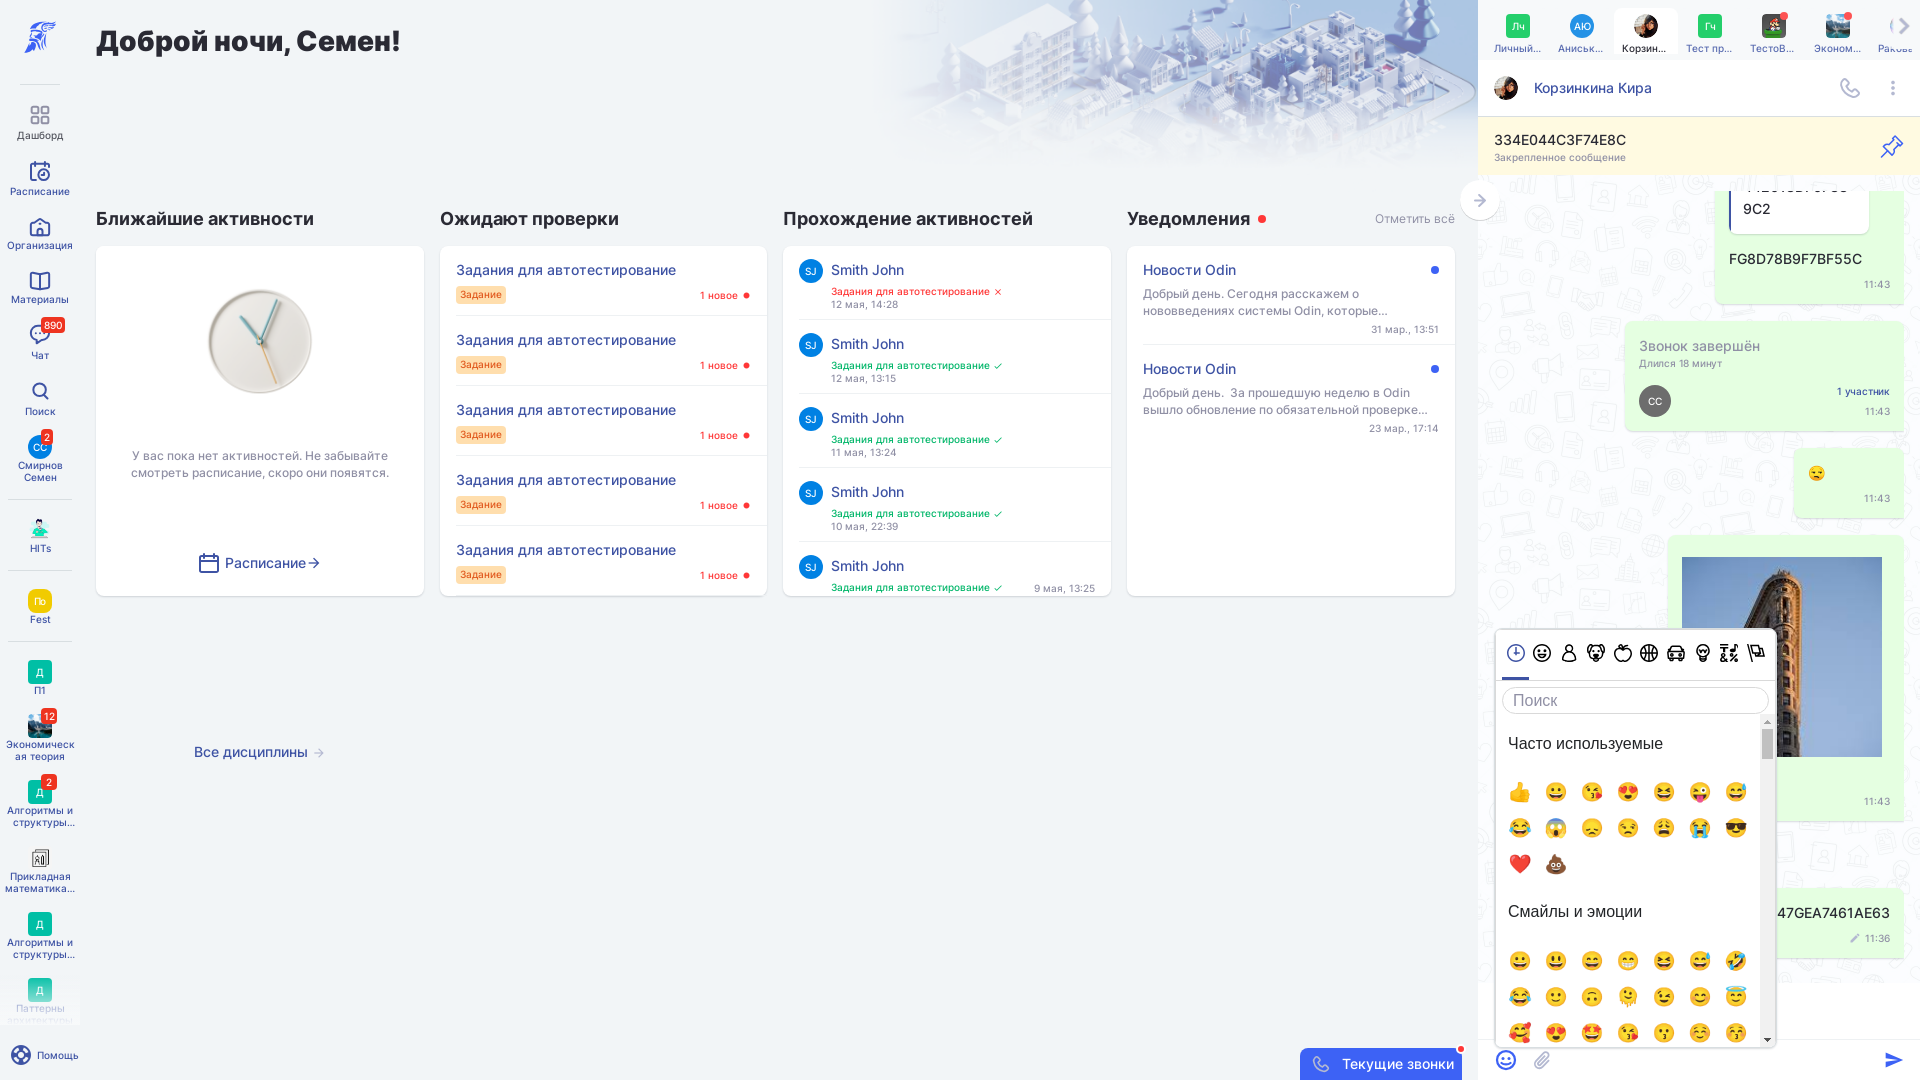 Доброй ночи, Семен!
Дашборд
Расписание
Организация
Материалы
890
Чат
Поиск
2
СС
Смирнов
Семен
HITs
По
Fest
Д
П1
12
Экономическ
ая теория
2
Д
Алгоритмы и
структуры...
Прикладная
математика...
Д
Алгоритмы и
структуры...
Д
Паттерны
Помощь
Ближайшие активности
У вас пока нет активностей. Не забывайте
смотреть расписание, скоро они появятся.
Расписание
Все дисциплины
Ожидают проверки
Задания для автотестирование
Задание
1 новое
Задания для автотестирование
Задание
1 новое
Задания для автотестирование
Задание
1 новое
Задания для автотестирование
Задание
1 новое
Задания для автотестирование
Задание
1 новое
Прохождение активностей
SJ
Smith John
Задания для автотестирование
12 мая, 14:28
SJ
Smith John
Задания для автотестирование
12 мая, 13:15
SJ
Smith John
Задания для автотестирование
11 мая, 13:24
SJ
Smith John
Задания для автотестирование
10 мая, 22:39
SJ
Smith John
Задания для автотестирование
9 мая, 13:25
Уведомления
Отметить всё
Новости Odin
Добрый день. Сегодня расскажем о
нововведениях системы Odin, которые...
31 мар., 13:51
Новости Odin
Добрый день. За прошедшую неделю в Odin
вышло обновление по обязательной проверке...
23 мар., 17:14
Текущие звонки
Лч
Личный...
АЮ
Аниськ...
Корзин...
Гч
Тест пр...
ТестоВ...
Эконом...
Корзинкина Кира
334E044C3F74E8C
Закрепленное сообщение
9C2
FG8D78B9F7BF55C
11:43
Звонок завершён
Длился 18 минут
СС
1 участник
11:43
11:43
11:43
47GEA7461AE63
11:36
Поиск
Часто используемые
Смайлы и эмоции